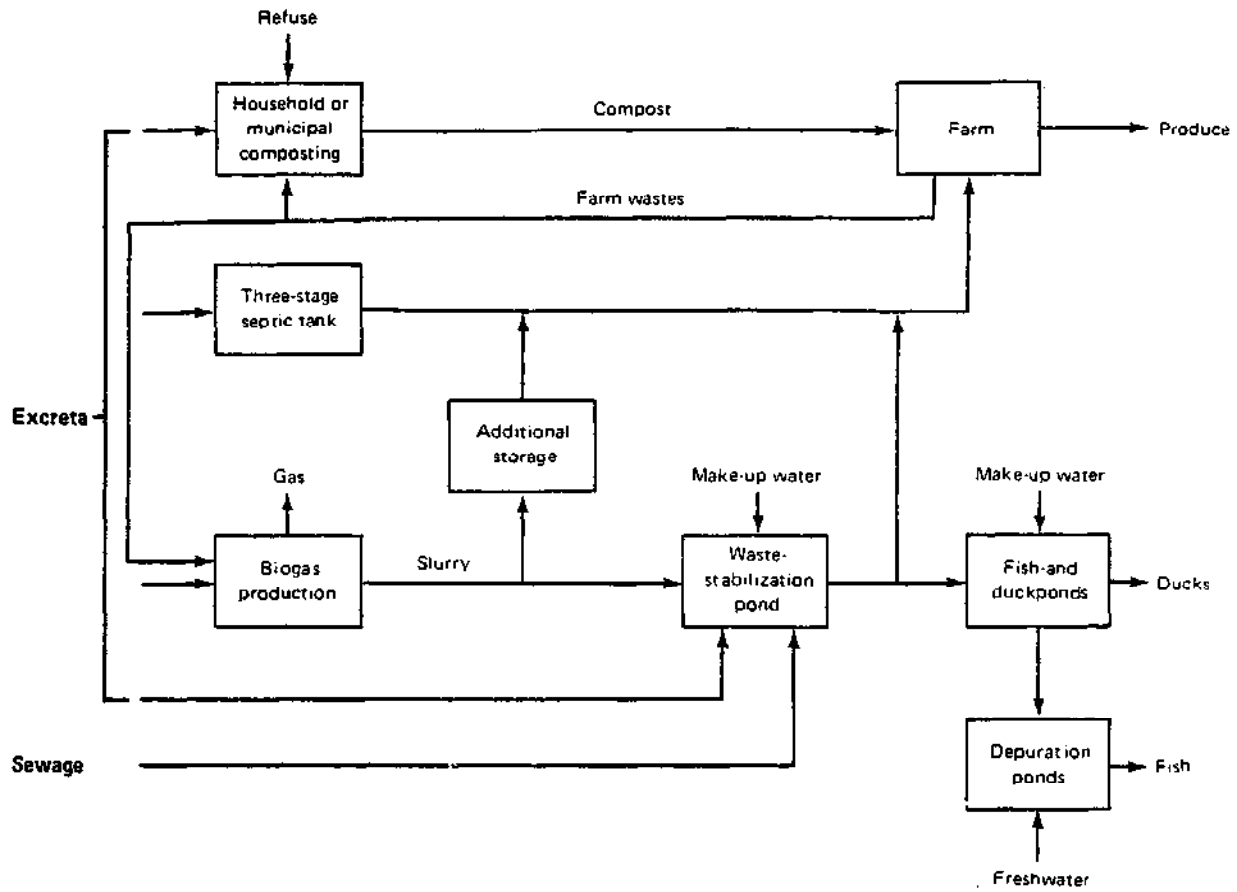 Refuse
Household or
municipal
composting
Compost
Farm
Produce
Farm wastes
Three-stage
septic tank
Excreta
Additional
storage
Gas
Make-up water
Make-up water
Biogas
production
Slurry
Waste-
stabilization
pond
Fish-and
duckponds
Ducks
Sewage
Depuration
ponds
Fish
Freshwater